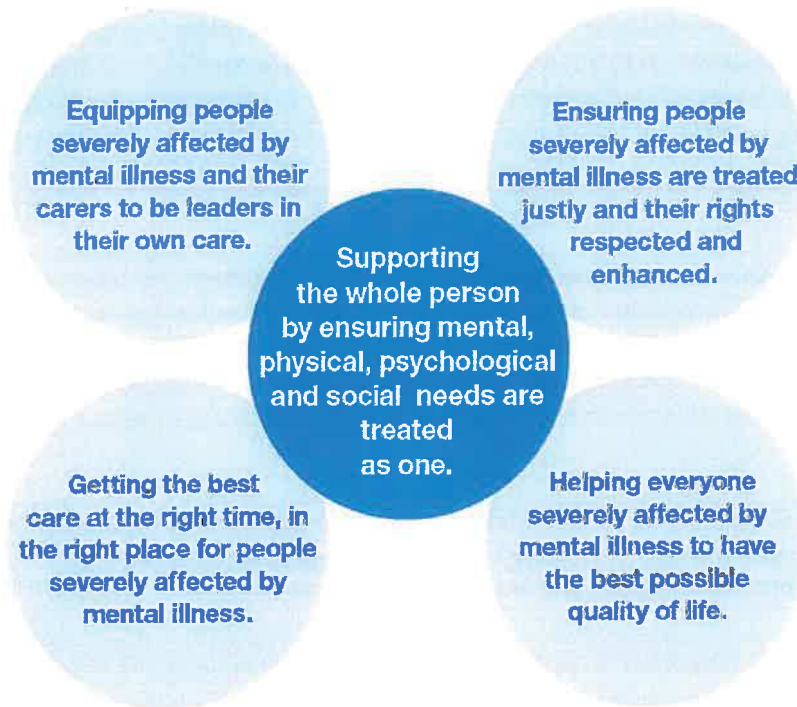 Equipping people
severely affected by
mental illness and their
carers to be leaders in
their own care.
Ensuring people
severely affected by
mental illness are treated
justly and their rights
respected and
enhanced.
Supporting
the whole person
by ensuring mental,
physical, psychological
and social needs are
treated
as one.
Getting the best
care at the right time, in
the right place for people
severely affected by
mental illness.
Helping everyone
severely affected by
mental illness to have
the best possible
quality of life.